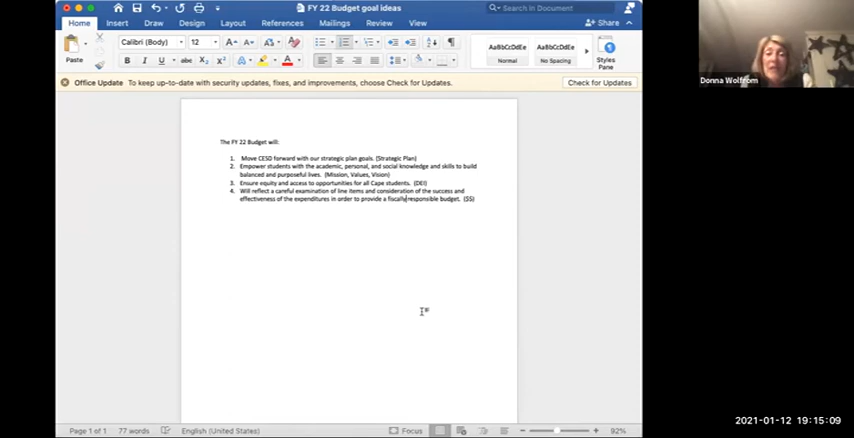 FY 22 Budget goal ideas
Search in Document
Home Insert Draw Design Layout References Mailings Review View Share
Paste
Calibri (Body) 12
B I U abc X₂ X²
AaBbCcDdEe AaBbCcDdEe
Normal No Spacing
Styles
Pane
Office Update To keep up-to-date with security updates, fixes, and improvements, choose Check for Updates. Check for Updates
The FY 22 Budget will:
1. Move CESD forward with our strategic plan goals. (Strategic Plan)
2. Empower students with the academic, personal, and social knowledge and skills to build
balanced and purposeful lives. (Mission, Values, Vision)
3. Ensure equity and access to opportunities for all Cape students. (DEI)
4. Will reflect a careful examination of line items and consideration of the success and
effectiveness of the expenditures in order to provide a fiscally responsible budget. ($$)
Page 1 of 1 77 words English (United States) Focus 92%
Donna Wolfrom
2021-01-12 19:15:09